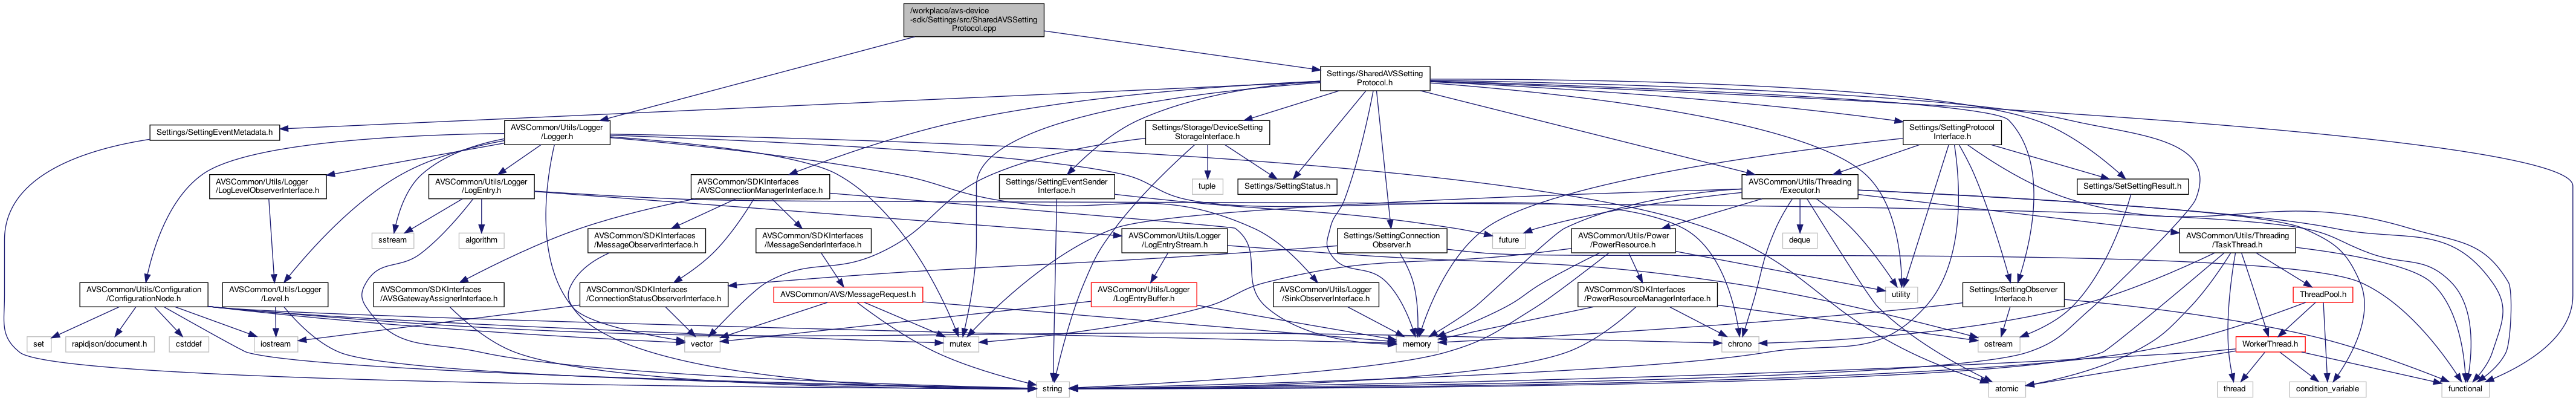 /workplace/avs-device
-sdk/Settings/src/SharedAVSSetting
Protocol.cpp
Settings/SharedAVSSetting
Protocol.h
Settings/SettingEventMetadata.h
AVSCommon/Utils/Logger
/Logger.h
Settings/Storage/DeviceSetting
StorageInterface.h
Settings/SettingProtocol
Interface.h
AVSCommon/Utils/Logger
/LogLevelObserverInterface.h
AVSCommon/Utils/Logger
/LogEntry.h
AVSCommon/SDKInterfaces
/AVSConnectionManagerInterface.h
Settings/SettingEventSender
Interface.h
tuple
Settings/SettingStatus.h
AVSCommon/Utils/Threading
/Executor.h
Settings/SetSettingResult.h
sstream
algorithm
AVSCommon/SDKInterfaces
/MessageObserverInterface.h
AVSCommon/SDKInterfaces
/MessageSenderInterface.h
AVSCommon/Utils/Logger
/LogEntryStream.h
Settings/SettingConnection
Observer.h
future
AVSCommon/Utils/Power
/PowerResource.h
deque
AVSCommon/Utils/Threading
/TaskThread.h
AVSCommon/Utils/Configuration
/ConfigurationNode.h
AVSCommon/Utils/Logger
/Level.h
AVSCommon/SDKInterfaces
/AVSGatewayAssignerInterface.h
AVSCommon/SDKInterfaces
/ConnectionStatusObserverInterface.h
AVSCommon/AVS/MessageRequest.h
AVSCommon/Utils/Logger
/LogEntryBuffer.h
AVSCommon/Utils/Logger
/SinkObserverInterface.h
AVSCommon/SDKInterfaces
/PowerResourceManagerInterface.h
utility
Settings/SettingObserver
Interface.h
ThreadPool.h
set
rapidjson/document.h
cstddef
iostream
vector
mutex
memory
chrono
ostream
WorkerThread.h
string
atomic
thread
condition_variable
functional